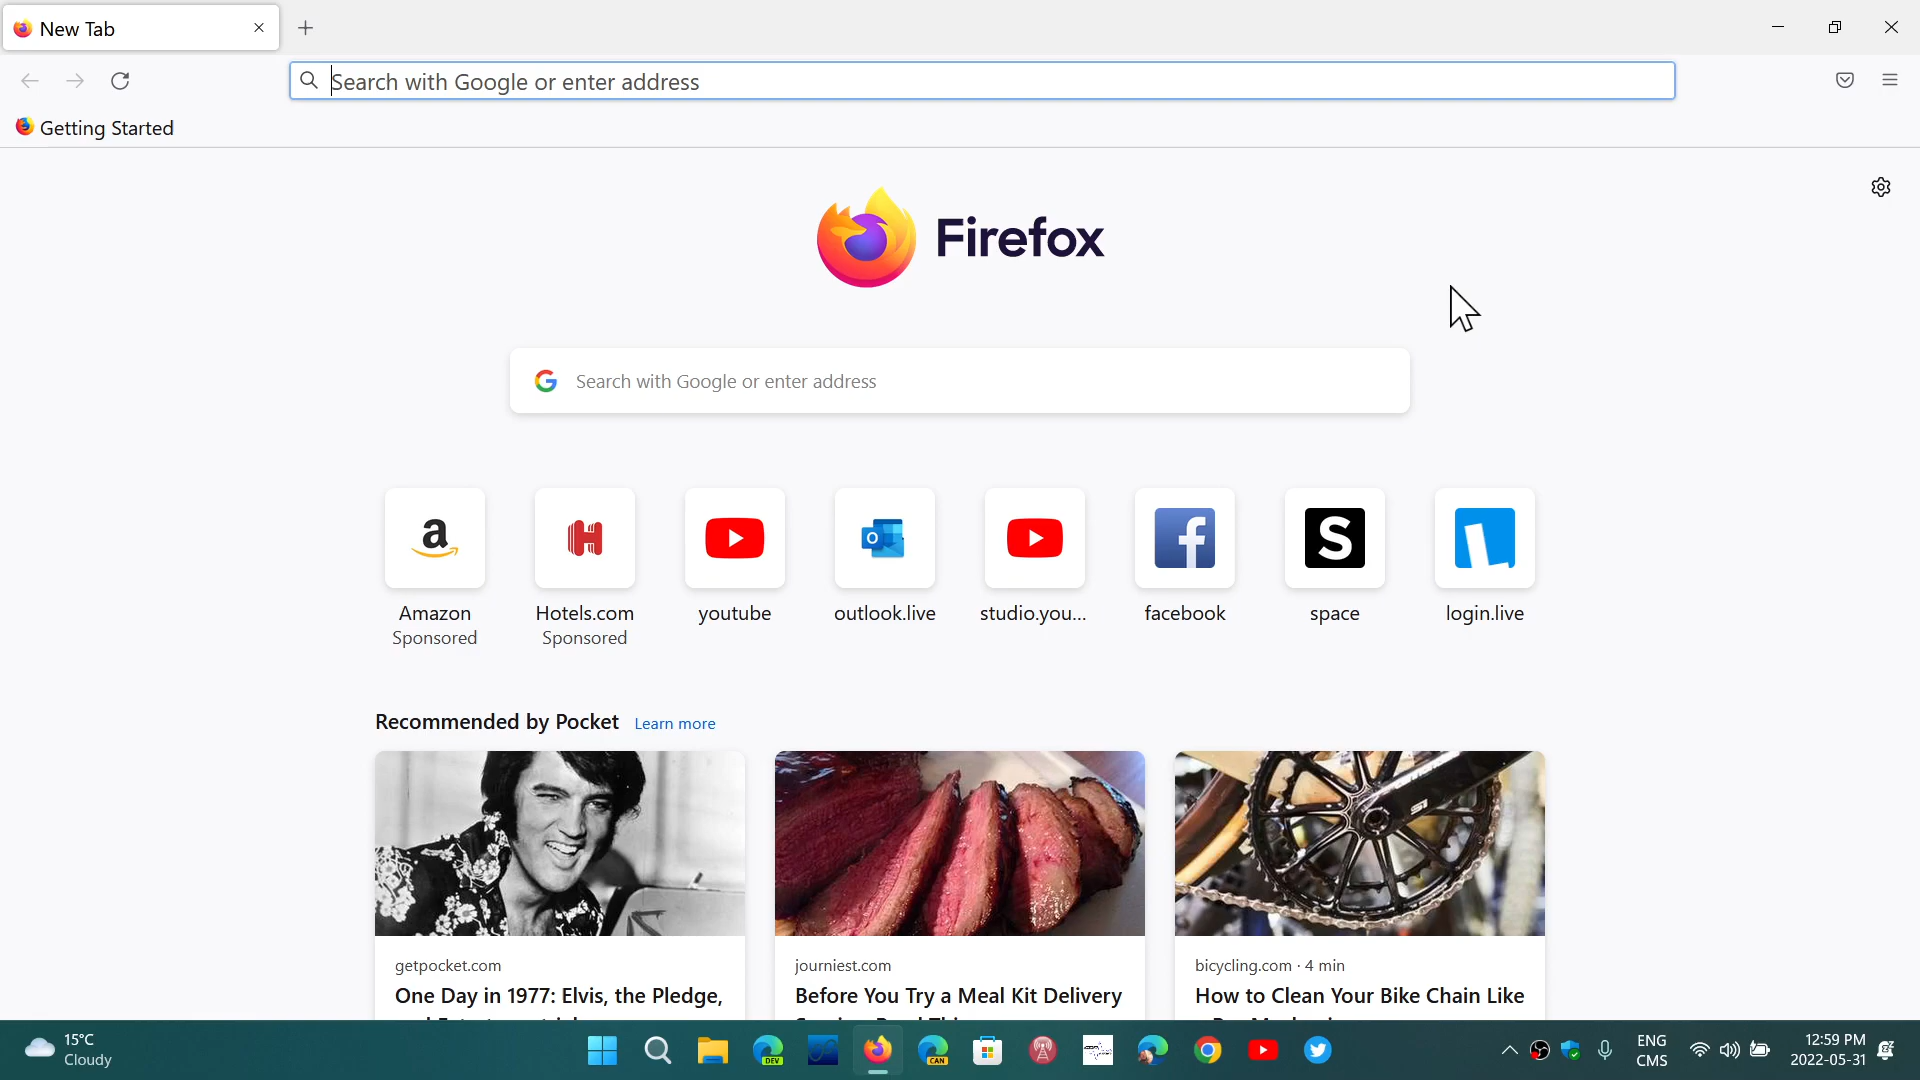 New Tab
Search with Google or enter address
Getting Started
Firefox
Search with Google or enter address
a
H
O
S
Amazon
Sponsored
Hotels.com
Sponsored
youtube
outlook.live
studio.you...
facebook
space
login.live
Recommended by Pocket Learn more
getpocket.com
One Day in 1977: Elvis, the Pledge,
journiest.com
Before You Try a Meal Kit Delivery
bicycling.com · 4 min
How to Clean Your Bike Chain Like
15°C
Cloudy
DEV
CAN
ENG
CMS
12:59 PM
2022-05-31